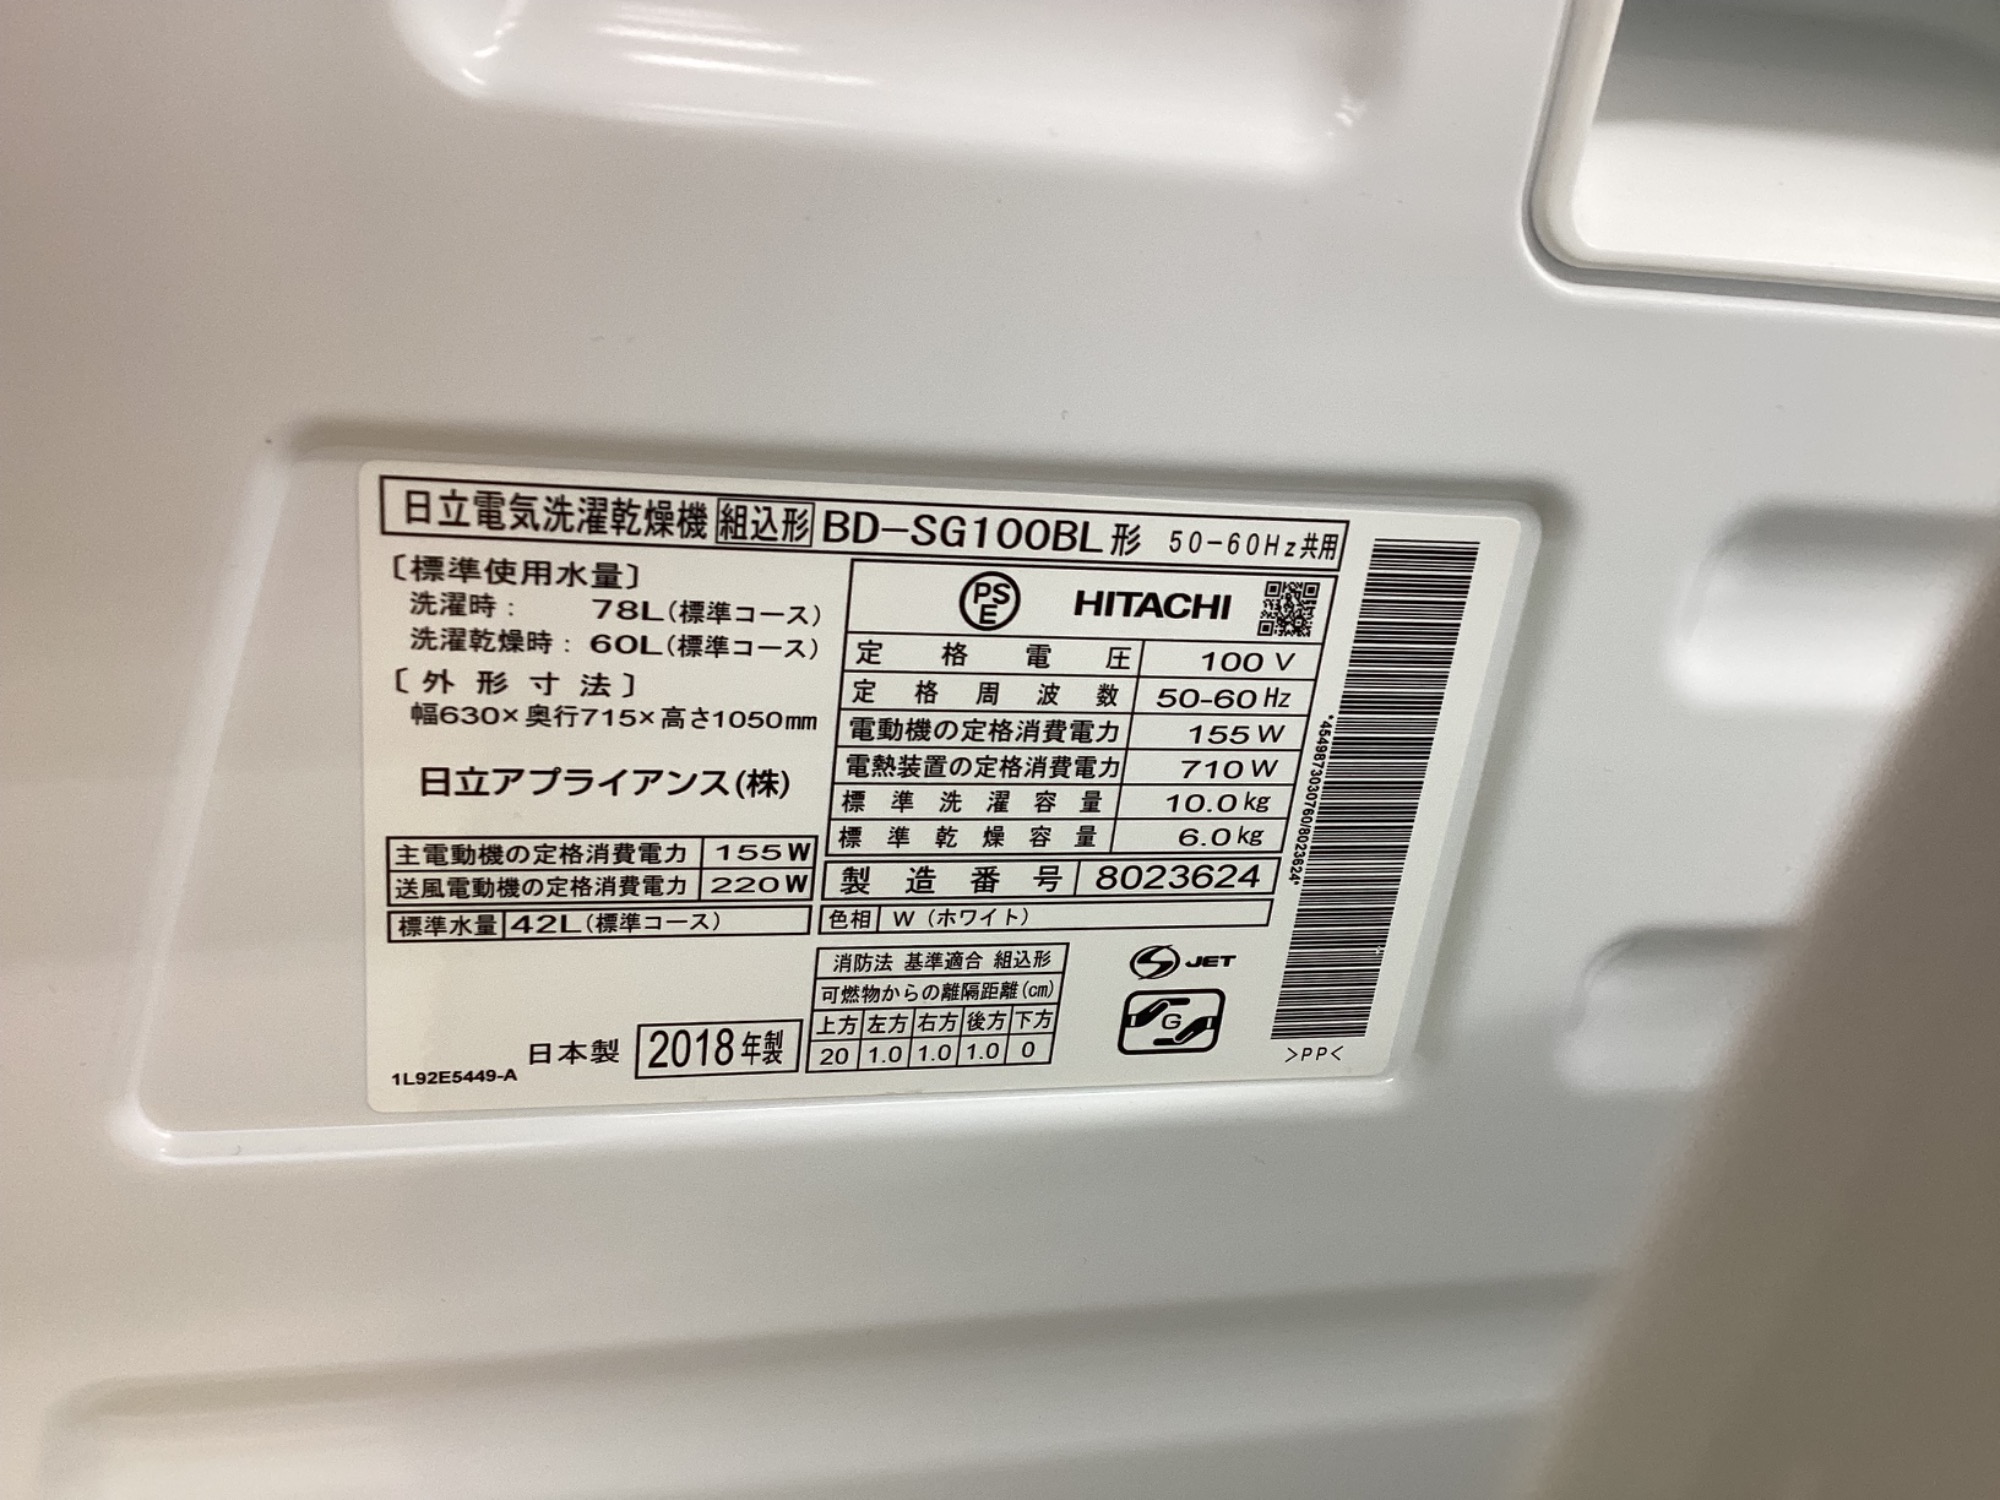 日立電気洗濯乾燥機 組込形 BD-SG100BL形 50-60Hz共用
〔標準使用水量〕
洗濯時: 78L(標準コース)
洗濯乾燥時: 60L(標準コース)
〔外形寸法〕
幅630×奥行715×高さ1050mm
日立アプライアンス(株)
主電動機の定格消費電力 155W
送風電動機の定格消費電力 220W
標準水量 42L(標準コース)
日本製 2018年製
1L92E5449-A
PSE HITACHI
定格電圧 100V
定格周波数 50-60Hz
電動機の定格消費電力 155W
電熱装置の定格消費電力 710W
標準洗濯容量 10.0kg
標準乾燥容量 6.0kg
製造番号 8023624
色相 W(ホワイト)
消防法 基準適合 組込形
可燃物からの離隔距離(cm)
上方 左方 右方 後方 下方
20 1.0 1.0 1.0 0
JET
G
*4549873030760/8023624*
>PP<